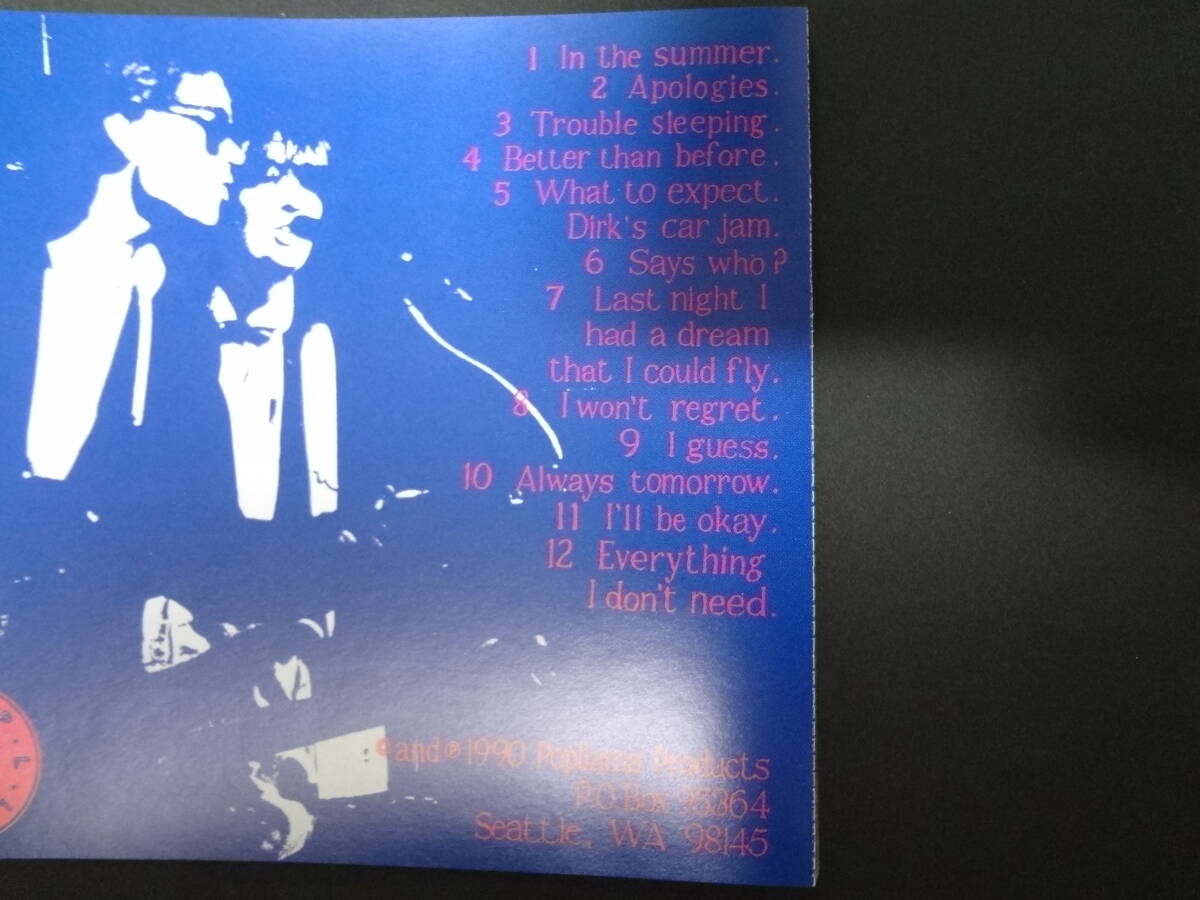 1 In the summer.
2 Apologies.
3 Trouble sleeping.
4 Better than before.
5 What to expect.
Dirk's car jam.
6 Says who?
7 Last night I
had a dream
that I could fly.
8 I won't regret.
9 I guess.
10 Always tomorrow.
11 I'll be okay.
12 Everything
I don't need.
© and ℗ 1990 Popllama Products
P.O. Box 95364
Seattle, WA 98145